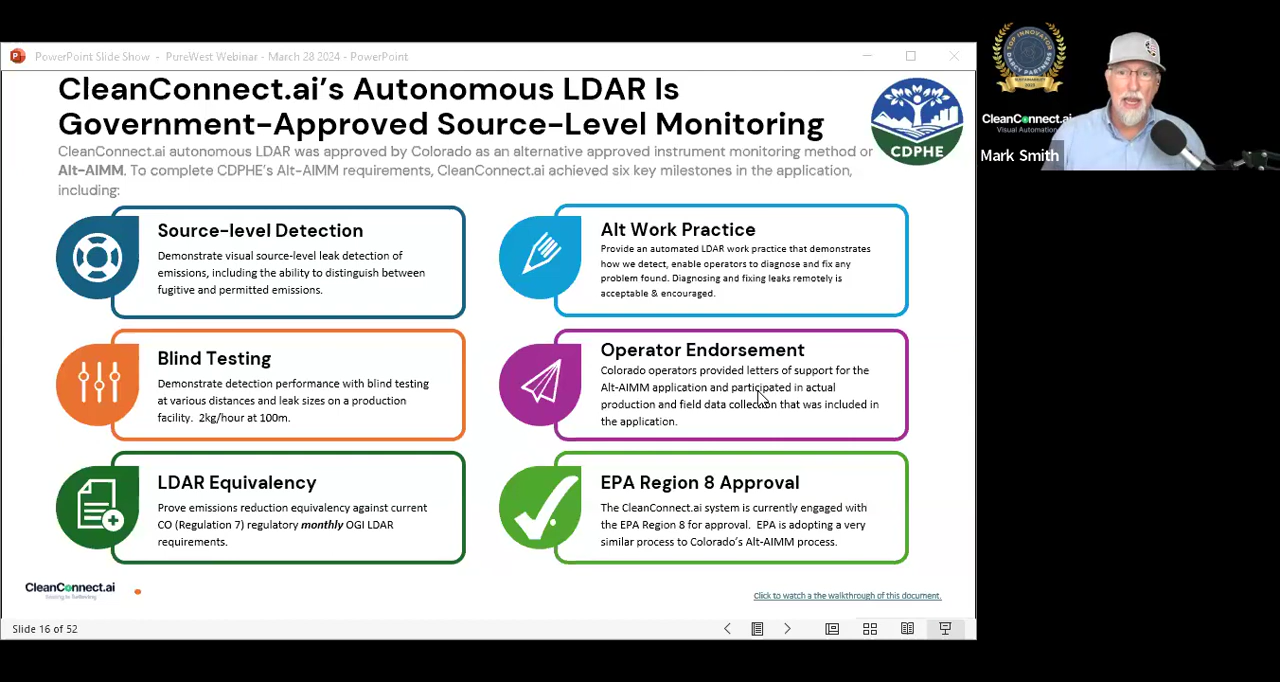 PowerPoint Slide Show - PureWest Webinar - March 28 2024 - PowerPoint
CleanConnect.ai's Autonomous LDAR Is
Government-Approved Source-Level Monitoring
CleanConnect.ai autonomous LDAR was approved by Colorado as an alternative approved instrument monitoring method or
Alt-AIMM. To complete CDPHE's Alt-AIMM requirements, CleanConnect.ai achieved six key milestones in the application,
including:
CDPHE
TOP INNOVATOR
DARCY PARTNERS
CleanConnect.ai
Visual Automation
Mark Smith
Source-level Detection
Demonstrate visual source-level leak detection of
emissions, including the ability to distinguish between
fugitive and permitted emissions.
Alt Work Practice
Provide an automated LDAR work practice that demonstrates
how we detect, enable operators to diagnose and fix any
problem found. Diagnosing and fixing leaks remotely is
acceptable & encouraged.
Blind Testing
Demonstrate detection performance with blind testing
at various distances and leak sizes on a production
facility. 2kg/hour at 100m.
Operator Endorsement
Colorado operators provided letters of support for the
Alt-AIMM application and participated in actual
production and field data collection that was included in
the application.
LDAR Equivalency
Prove emissions reduction equivalency against current
CO (Regulation 7) regulatory monthly OGI LDAR
requirements.
EPA Region 8 Approval
The CleanConnect.ai system is currently engaged with
the EPA Region 8 for approval. EPA is adopting a very
similar process to Colorado's Alt-AIMM process.
CleanConnect.ai
Click to watch a the walkthrough of this document.
Slide 16 of 52